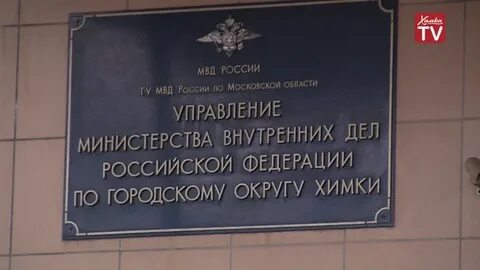 Химки
TV
МВД РОССИИ
ГУ МВД РОССИИ ПО МОСКОВСКОЙ ОБЛАСТИ
УПРАВЛЕНИЕ
МИНИСТЕРСТВА ВНУТРЕННИХ ДЕЛ
РОССИЙСКОЙ ФЕДЕРАЦИИ
ПО ГОРОДСКОМУ ОКРУГУ ХИМКИ